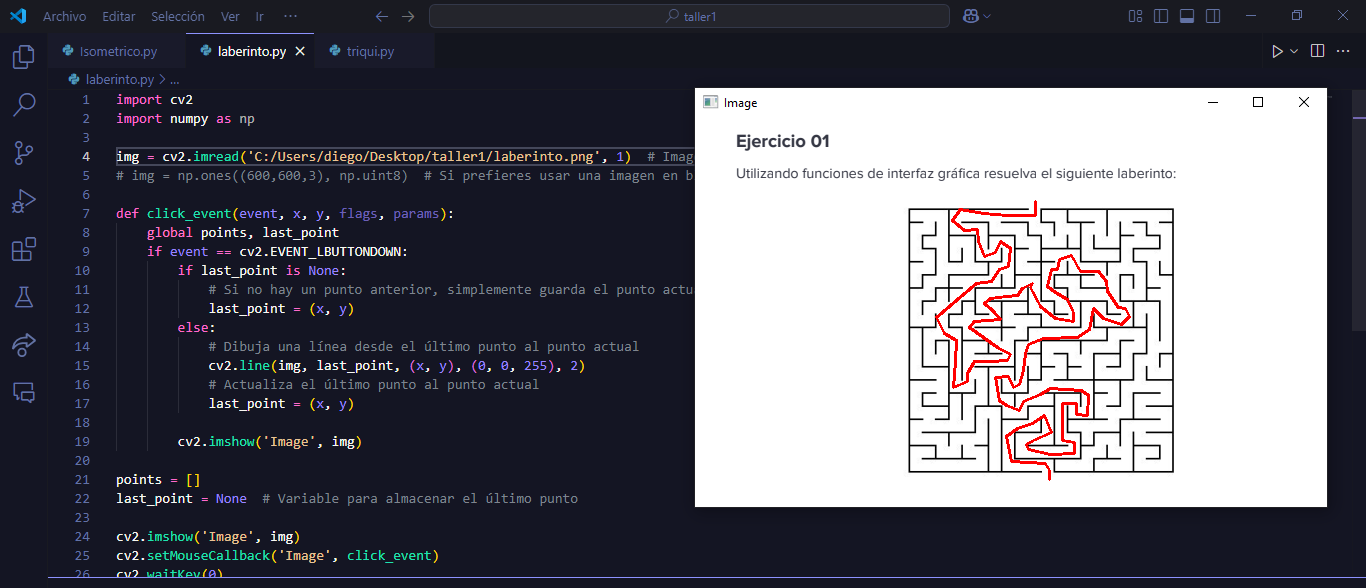 Archivo Editar Selección Ver Ir ··· taller1
Isometrico.py laberinto.py triqui.py
laberinto.py > ...
1 import cv2
2 import numpy as np
3
4 img = cv2.imread('C:/Users/diego/Desktop/taller1/laberinto.png', 1)  # Imag
5 # img = np.ones((600,600,3), np.uint8)  # Si prefieres usar una imagen en b
6
7 def click_event(event, x, y, flags, params):
8     global points, last_point
9     if event == cv2.EVENT_LBUTTONDOWN:
10         if last_point is None:
11             # Si no hay un punto anterior, simplemente guarda el punto actu
12             last_point = (x, y)
13         else:
14             # Dibuja una línea desde el último punto al punto actual
15             cv2.line(img, last_point, (x, y), (0, 0, 255), 2)
16             # Actualiza el último punto al punto actual
17             last_point = (x, y)
18
19         cv2.imshow('Image', img)
20
21 points = []
22 last_point = None  # Variable para almacenar el último punto
23
24 cv2.imshow('Image', img)
25 cv2.setMouseCallback('Image', click_event)
26 cv2.waitKey(0)
Image
Ejercicio 01
Utilizando funciones de interfaz gráfica resuelva el siguiente laberinto: